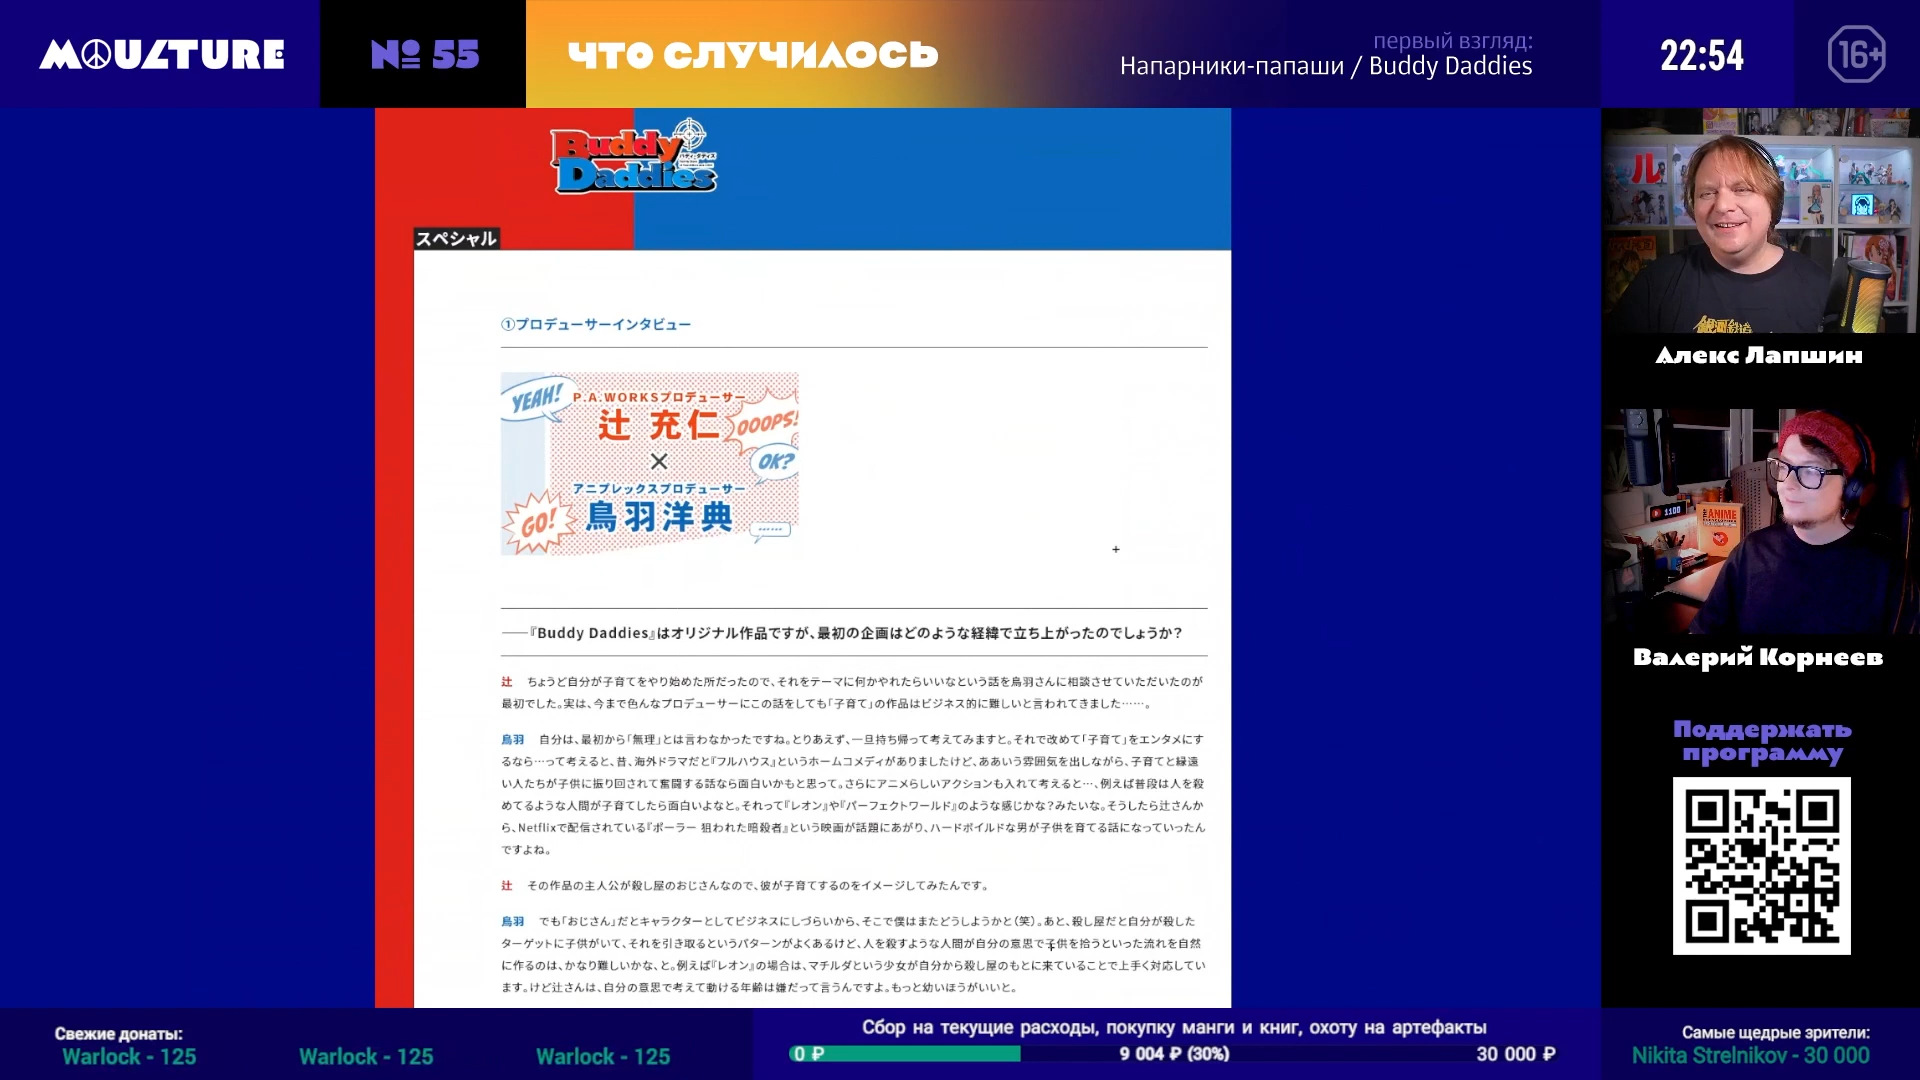 MOULTURE
№ 55
ЧТО СЛУЧИЛОСЬ
первый взгляд:
Напарники-папаши / Buddy Daddies
22:54
16+
Buddy
Daddies
スペシャル
①プロデューサーインタビュー
YEAH!
P.A.WORKSプロデューサー
辻 充仁
OOOPS!
×
OK?
アニプレックスプロデューサー
鳥羽洋典
GO!
──『Buddy Daddies』はオリジナル作品ですが、最初の企画はどのような経緯で立ち上がったのでしょうか？
辻 ちょうど自分が子育てをやり始めた所だったので、それをテーマに何かやれたらいいなという話を鳥羽さんに相談させていただいたのが
最初でした。実は、今まで色んなプロデューサーにこの話をしても「子育て」の作品はビジネス的に難しいと言われてきました……。
鳥羽 自分は、最初から「無理」とは言わなかったですね。とりあえず、一旦持ち帰って考えてみますと。それで改めて「子育て」をエンタメにす
るなら…って考えると、昔、海外ドラマだと『フルハウス』というホームコメディがありましたけど、ああいう雰囲気を出しながら、子育てと縁遠
い人たちが子供に振り回されて奮闘する話なら面白いかもと思って。さらにアニメらしいアクションも入れて考えると…、例えば普段は人を殺
めてるような人間が子育てしたら面白いよなと。それって『レオン』や『パーフェクトワールド』のような感じかな？みたいな。そうしたら辻さんか
ら、Netflixで配信されている『ポーラー 狙われた暗殺者』という映画が話題にあがり、ハードボイルドな男が子供を育てる話になっていったん
ですよね。
辻 その作品の主人公が殺し屋のおじさんなので、彼が子育てするのをイメージしてみたんです。
鳥羽 でも「おじさん」だとキャラクターとしてビジネスにしづらいから、そこで僕はまたどうしようかと（笑）。あと、殺し屋だと自分が殺した
ターゲットに子供がいて、それを引き取るというパターンがよくあるけど、人を殺すような人間が自分の意思で子供を拾うといった流れを自然
に作るのは、かなり難しいかな、と。例えば『レオン』の場合は、マチルダという少女が自分から殺し屋のもとに来ていることで上手く対応してい
ます。けど辻さんは、自分の意思で考えて動ける年齢は嫌だって言うんですよ。もっと幼いほうがいいと。
ル
Алекс Лапшин
1100
THE ANIME
Валерий Корнеев
Поддержать
программу
Свежие донаты:
Warlock - 125
Warlock - 125
Warlock - 125
Сбор на текущие расходы, покупку манги и книг, охоту на артефакты
0 ₽
9 004 ₽ (30%)
30 000 ₽
Самые щедрые зрители:
Nikita Strelnikov - 30 000